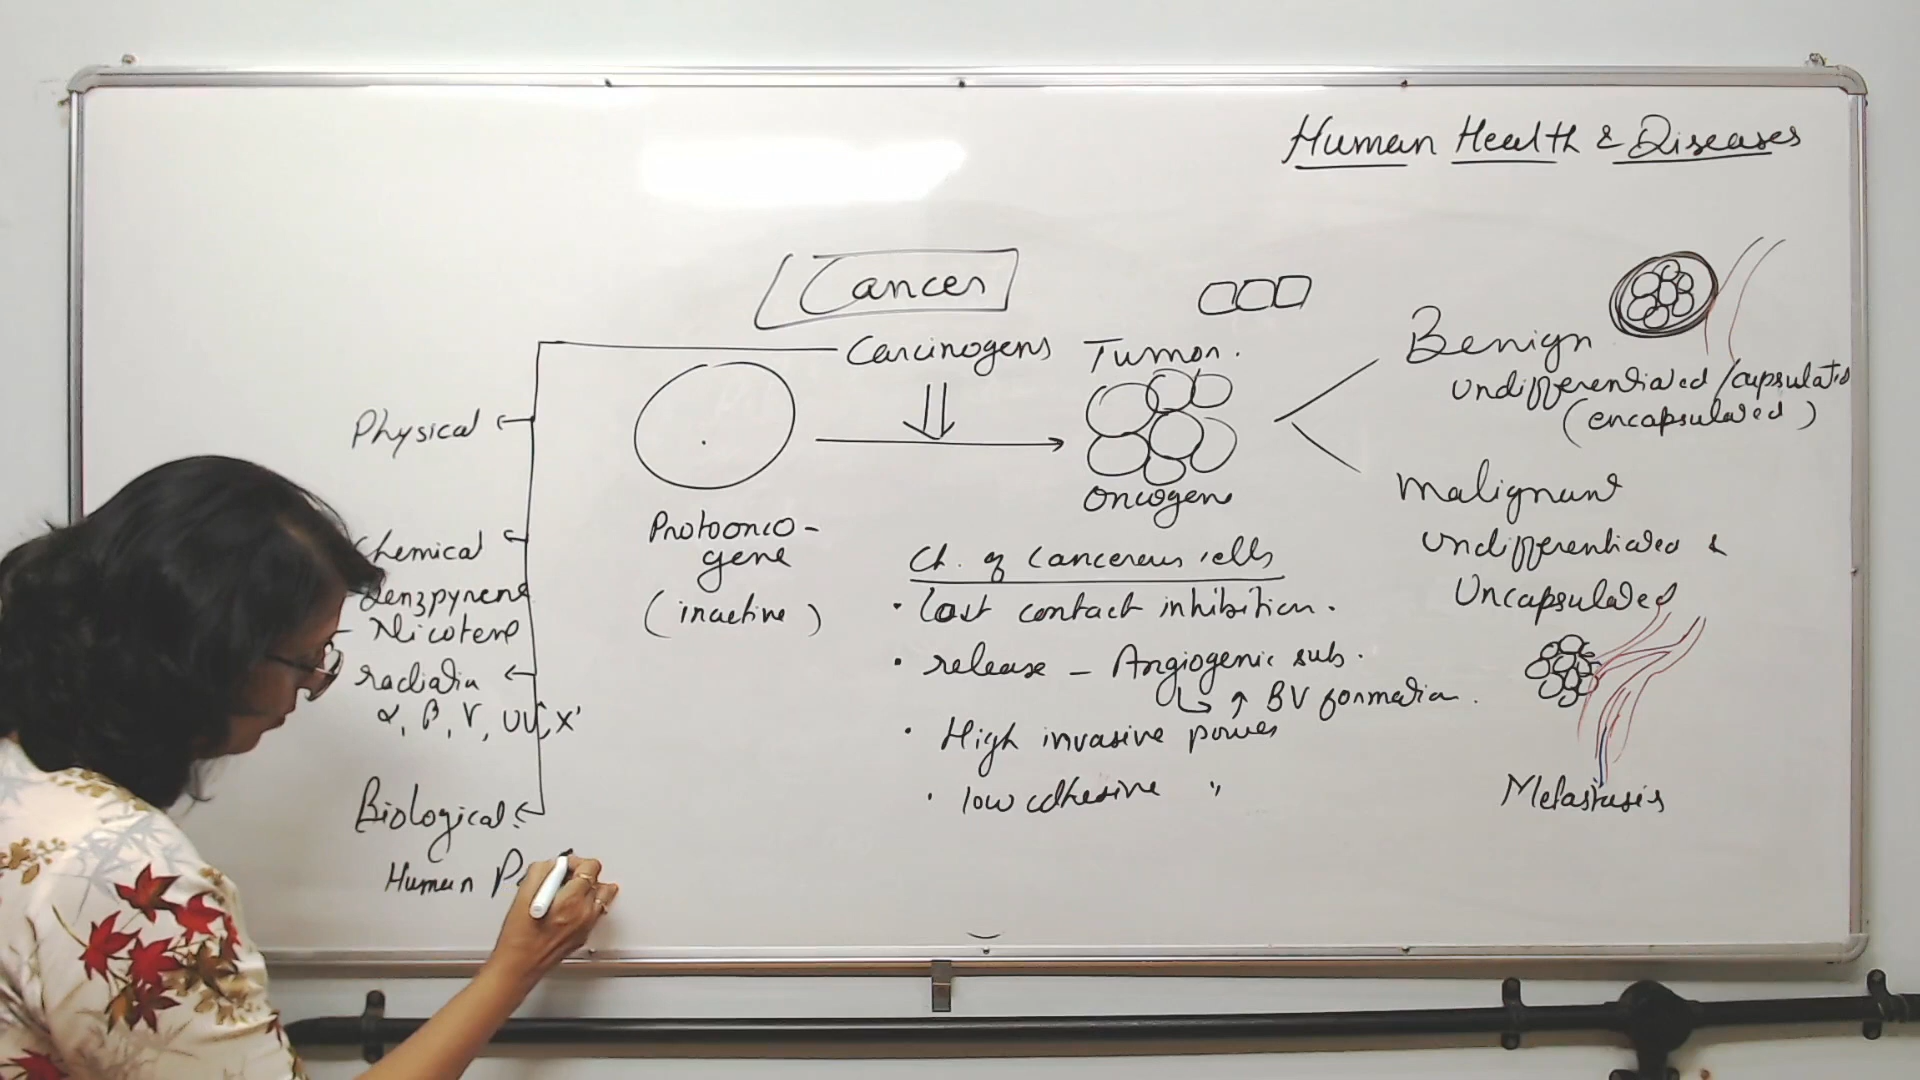 Human Health & Diseases
Cancer
Carcinogens
Physical
Chemical
Benzpyrene
Nicotene
radiatin
α, β, γ, UV, X'
Biological
Human Pa
Protoonco-
gene
(inactive)
Tumor.
Oncogene
Ch. of cancerous cells
• Lost contact inhibition.
• release - Angiogenic sub.
↳ ↑ BV formation.
• High invasive power
• low adhesive "
Benign
Undifferentiated / capsulated
(encapsulated)
Malignant
Undifferentiated &
Uncapsulated
Metastasis